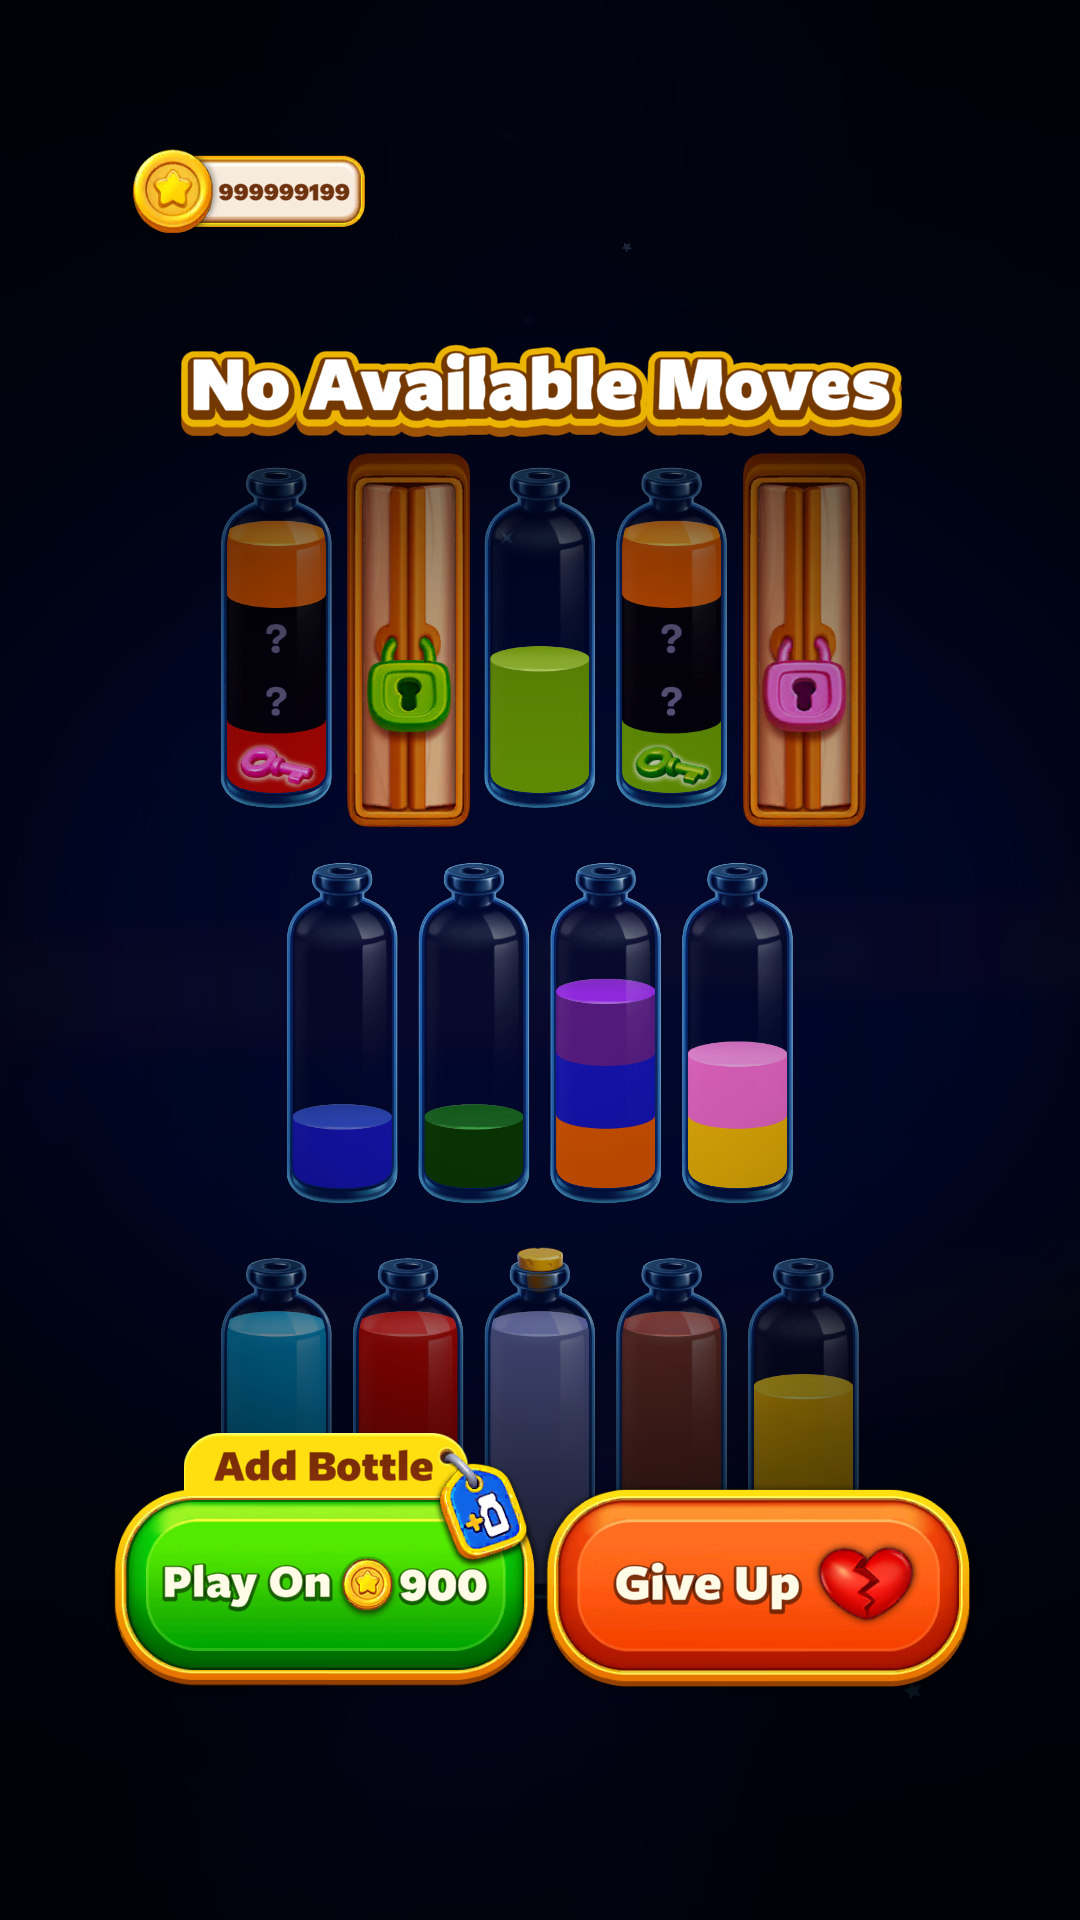 999999199
No Available Moves
? ?
? ?
Add Bottle
+
Play On 900
Give Up